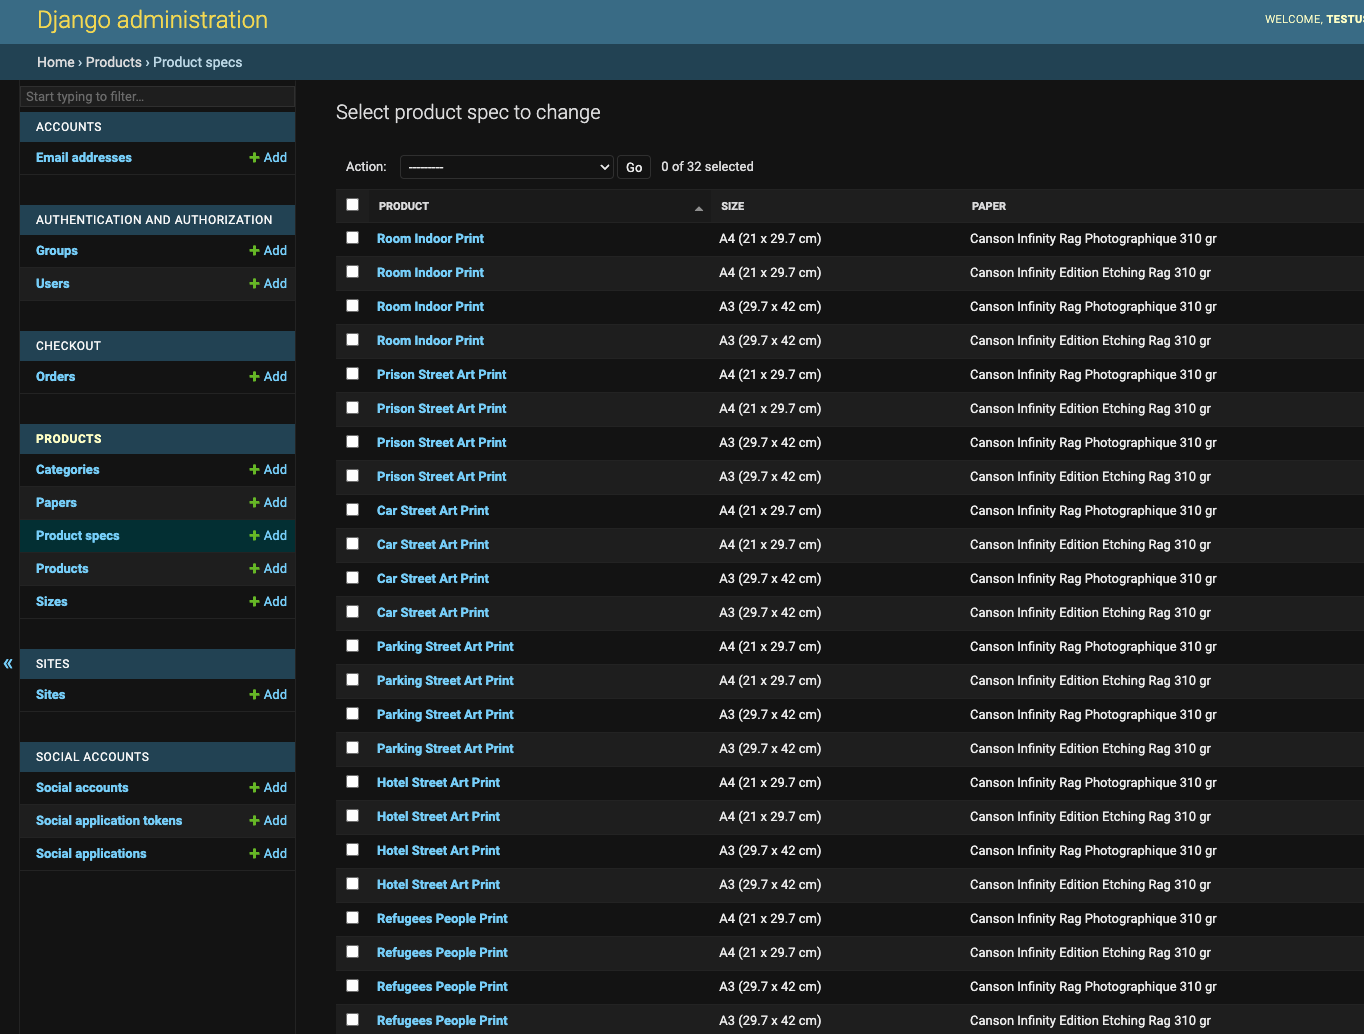 Django administration
WELCOME, TESTUS
Home › Products › Product specs
Start typing to filter...
ACCOUNTS
Email addresses + Add
AUTHENTICATION AND AUTHORIZATION
Groups + Add
Users + Add
CHECKOUT
Orders + Add
PRODUCTS
Categories + Add
Papers + Add
Product specs + Add
Products + Add
Sizes + Add
«
SITES
Sites + Add
SOCIAL ACCOUNTS
Social accounts + Add
Social application tokens + Add
Social applications + Add
Select product spec to change
Action: --------- Go 0 of 32 selected
PRODUCT SIZE PAPER
Room Indoor Print A4 (21 x 29.7 cm) Canson Infinity Rag Photographique 310 gr
Room Indoor Print A4 (21 x 29.7 cm) Canson Infinity Edition Etching Rag 310 gr
Room Indoor Print A3 (29.7 x 42 cm) Canson Infinity Rag Photographique 310 gr
Room Indoor Print A3 (29.7 x 42 cm) Canson Infinity Edition Etching Rag 310 gr
Prison Street Art Print A4 (21 x 29.7 cm) Canson Infinity Rag Photographique 310 gr
Prison Street Art Print A4 (21 x 29.7 cm) Canson Infinity Edition Etching Rag 310 gr
Prison Street Art Print A3 (29.7 x 42 cm) Canson Infinity Rag Photographique 310 gr
Prison Street Art Print A3 (29.7 x 42 cm) Canson Infinity Edition Etching Rag 310 gr
Car Street Art Print A4 (21 x 29.7 cm) Canson Infinity Rag Photographique 310 gr
Car Street Art Print A4 (21 x 29.7 cm) Canson Infinity Edition Etching Rag 310 gr
Car Street Art Print A3 (29.7 x 42 cm) Canson Infinity Rag Photographique 310 gr
Car Street Art Print A3 (29.7 x 42 cm) Canson Infinity Edition Etching Rag 310 gr
Parking Street Art Print A4 (21 x 29.7 cm) Canson Infinity Rag Photographique 310 gr
Parking Street Art Print A4 (21 x 29.7 cm) Canson Infinity Edition Etching Rag 310 gr
Parking Street Art Print A3 (29.7 x 42 cm) Canson Infinity Rag Photographique 310 gr
Parking Street Art Print A3 (29.7 x 42 cm) Canson Infinity Edition Etching Rag 310 gr
Hotel Street Art Print A4 (21 x 29.7 cm) Canson Infinity Rag Photographique 310 gr
Hotel Street Art Print A4 (21 x 29.7 cm) Canson Infinity Edition Etching Rag 310 gr
Hotel Street Art Print A3 (29.7 x 42 cm) Canson Infinity Rag Photographique 310 gr
Hotel Street Art Print A3 (29.7 x 42 cm) Canson Infinity Edition Etching Rag 310 gr
Refugees People Print A4 (21 x 29.7 cm) Canson Infinity Rag Photographique 310 gr
Refugees People Print A4 (21 x 29.7 cm) Canson Infinity Edition Etching Rag 310 gr
Refugees People Print A3 (29.7 x 42 cm) Canson Infinity Rag Photographique 310 gr
Refugees People Print A3 (29.7 x 42 cm) Canson Infinity Edition Etching Rag 310 gr